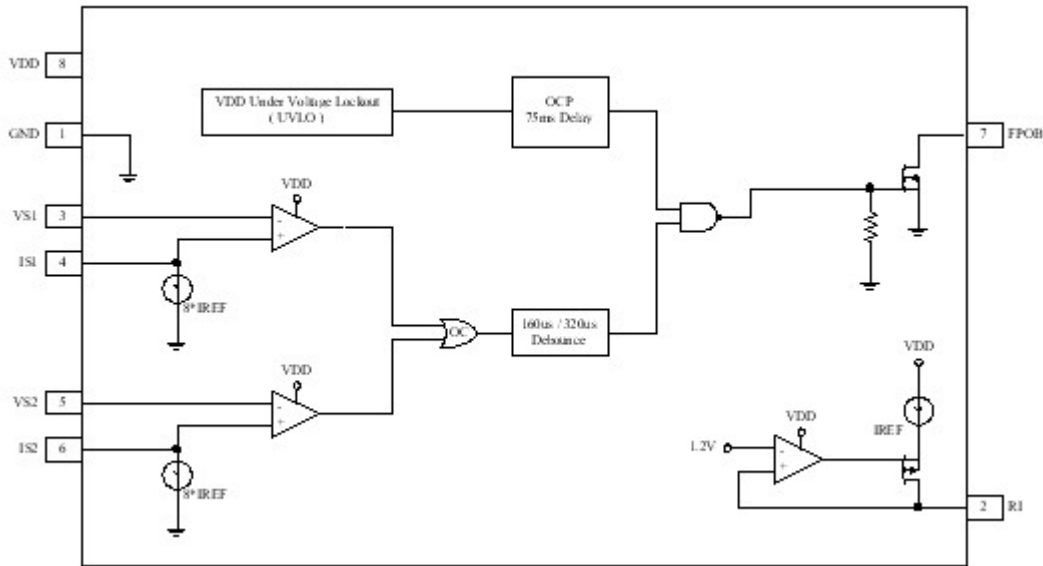 VDD 8
GND 1
VS1 3
IS1 4
VS2 5
IS2 6
VDD Under Voltage Lockout
( UVLO )
OCP
75ms Delay
7 FPOB
VDD
-
+
8*IREF
OC
160us / 320us
Debounce
VDD
-
+
8*IREF
VDD
IREF
VDD
1.2V
-
+
2 RI